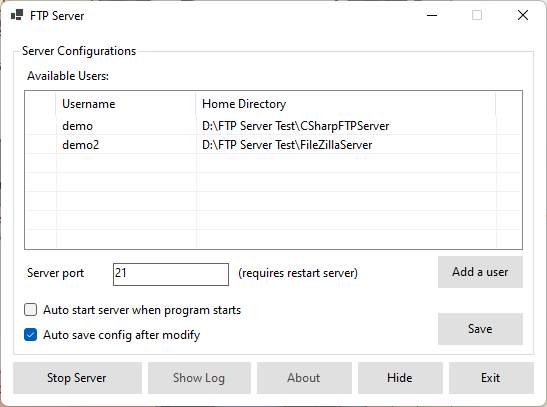 FTP Server
Server Configurations
Available Users:
Username Home Directory
demo D:\FTP Server Test\CSharpFTPServer
demo2 D:\FTP Server Test\FileZillaServer
Server port 21 (requires restart server) Add a user
Auto start server when program starts
Auto save config after modify
Save
Stop Server Show Log About Hide Exit